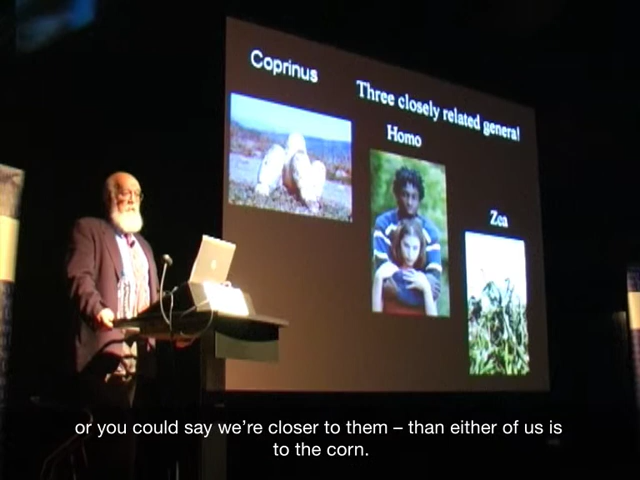 Coprinus
Three closely related genera!
Homo
Zea
or you could say we're closer to them – than either of us is
to the corn.